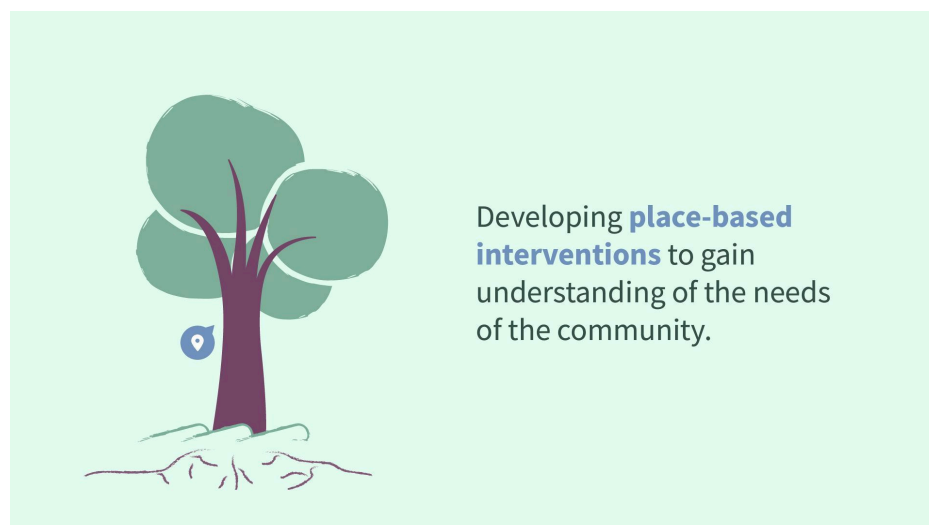 Developing place-based
interventions to gain
understanding of the needs
of the community.